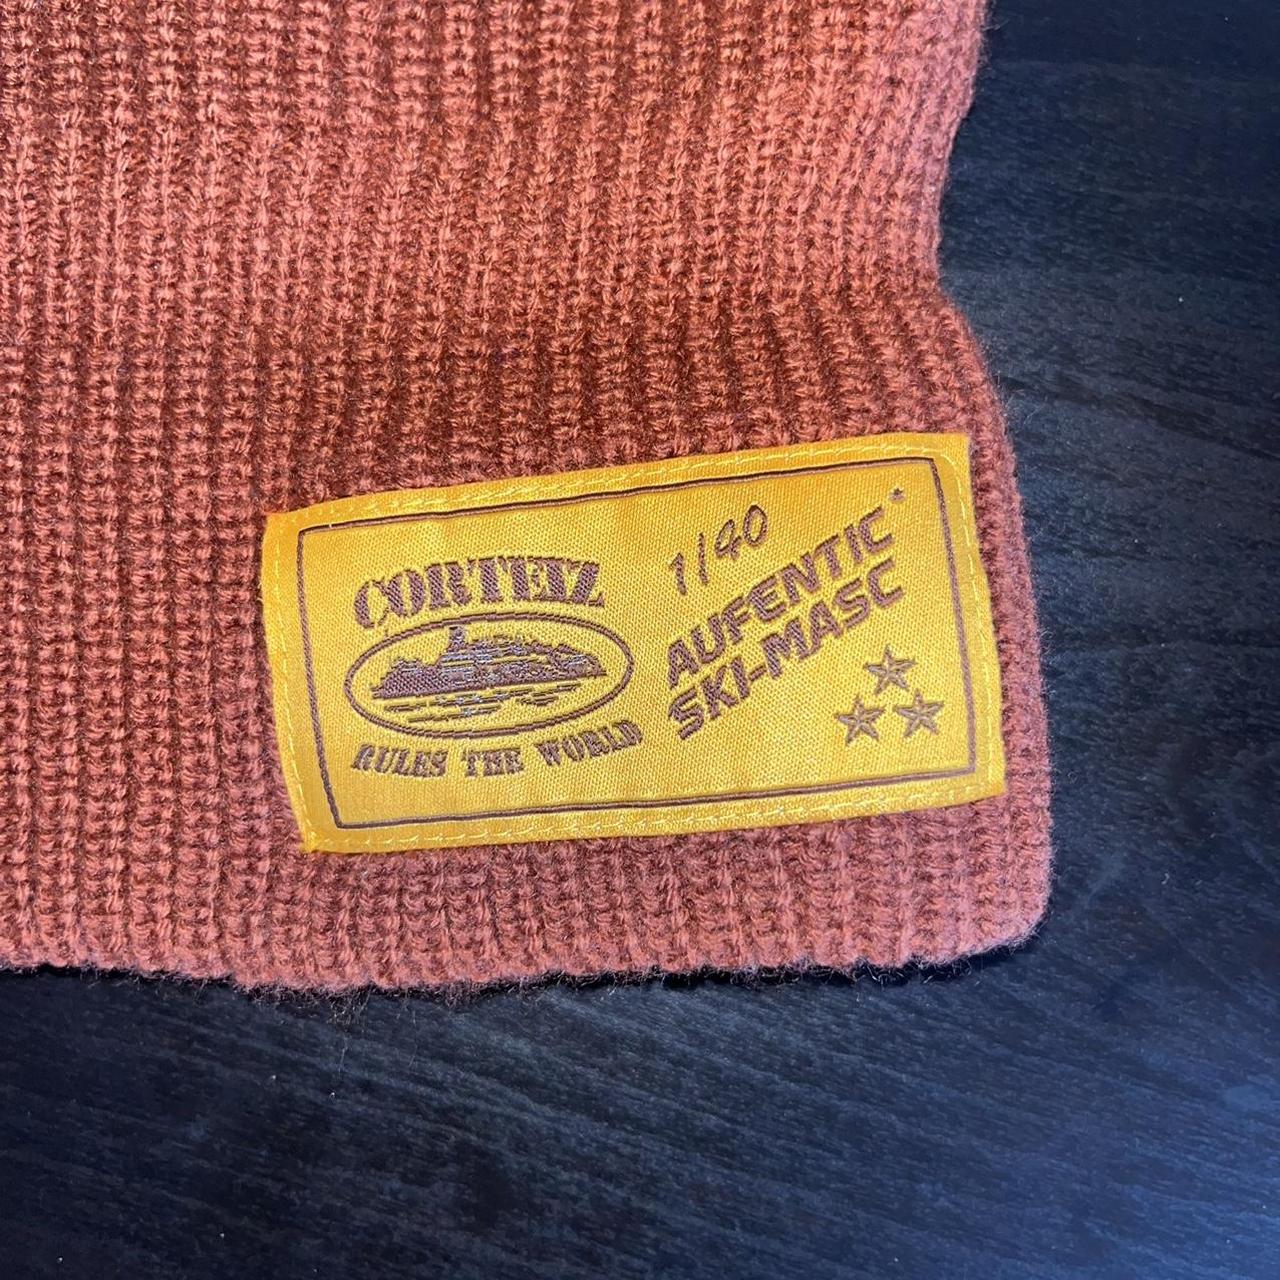 CORTEIZ
RULES THE WORLD
1/40
AUFENTIC
SKI-MASC